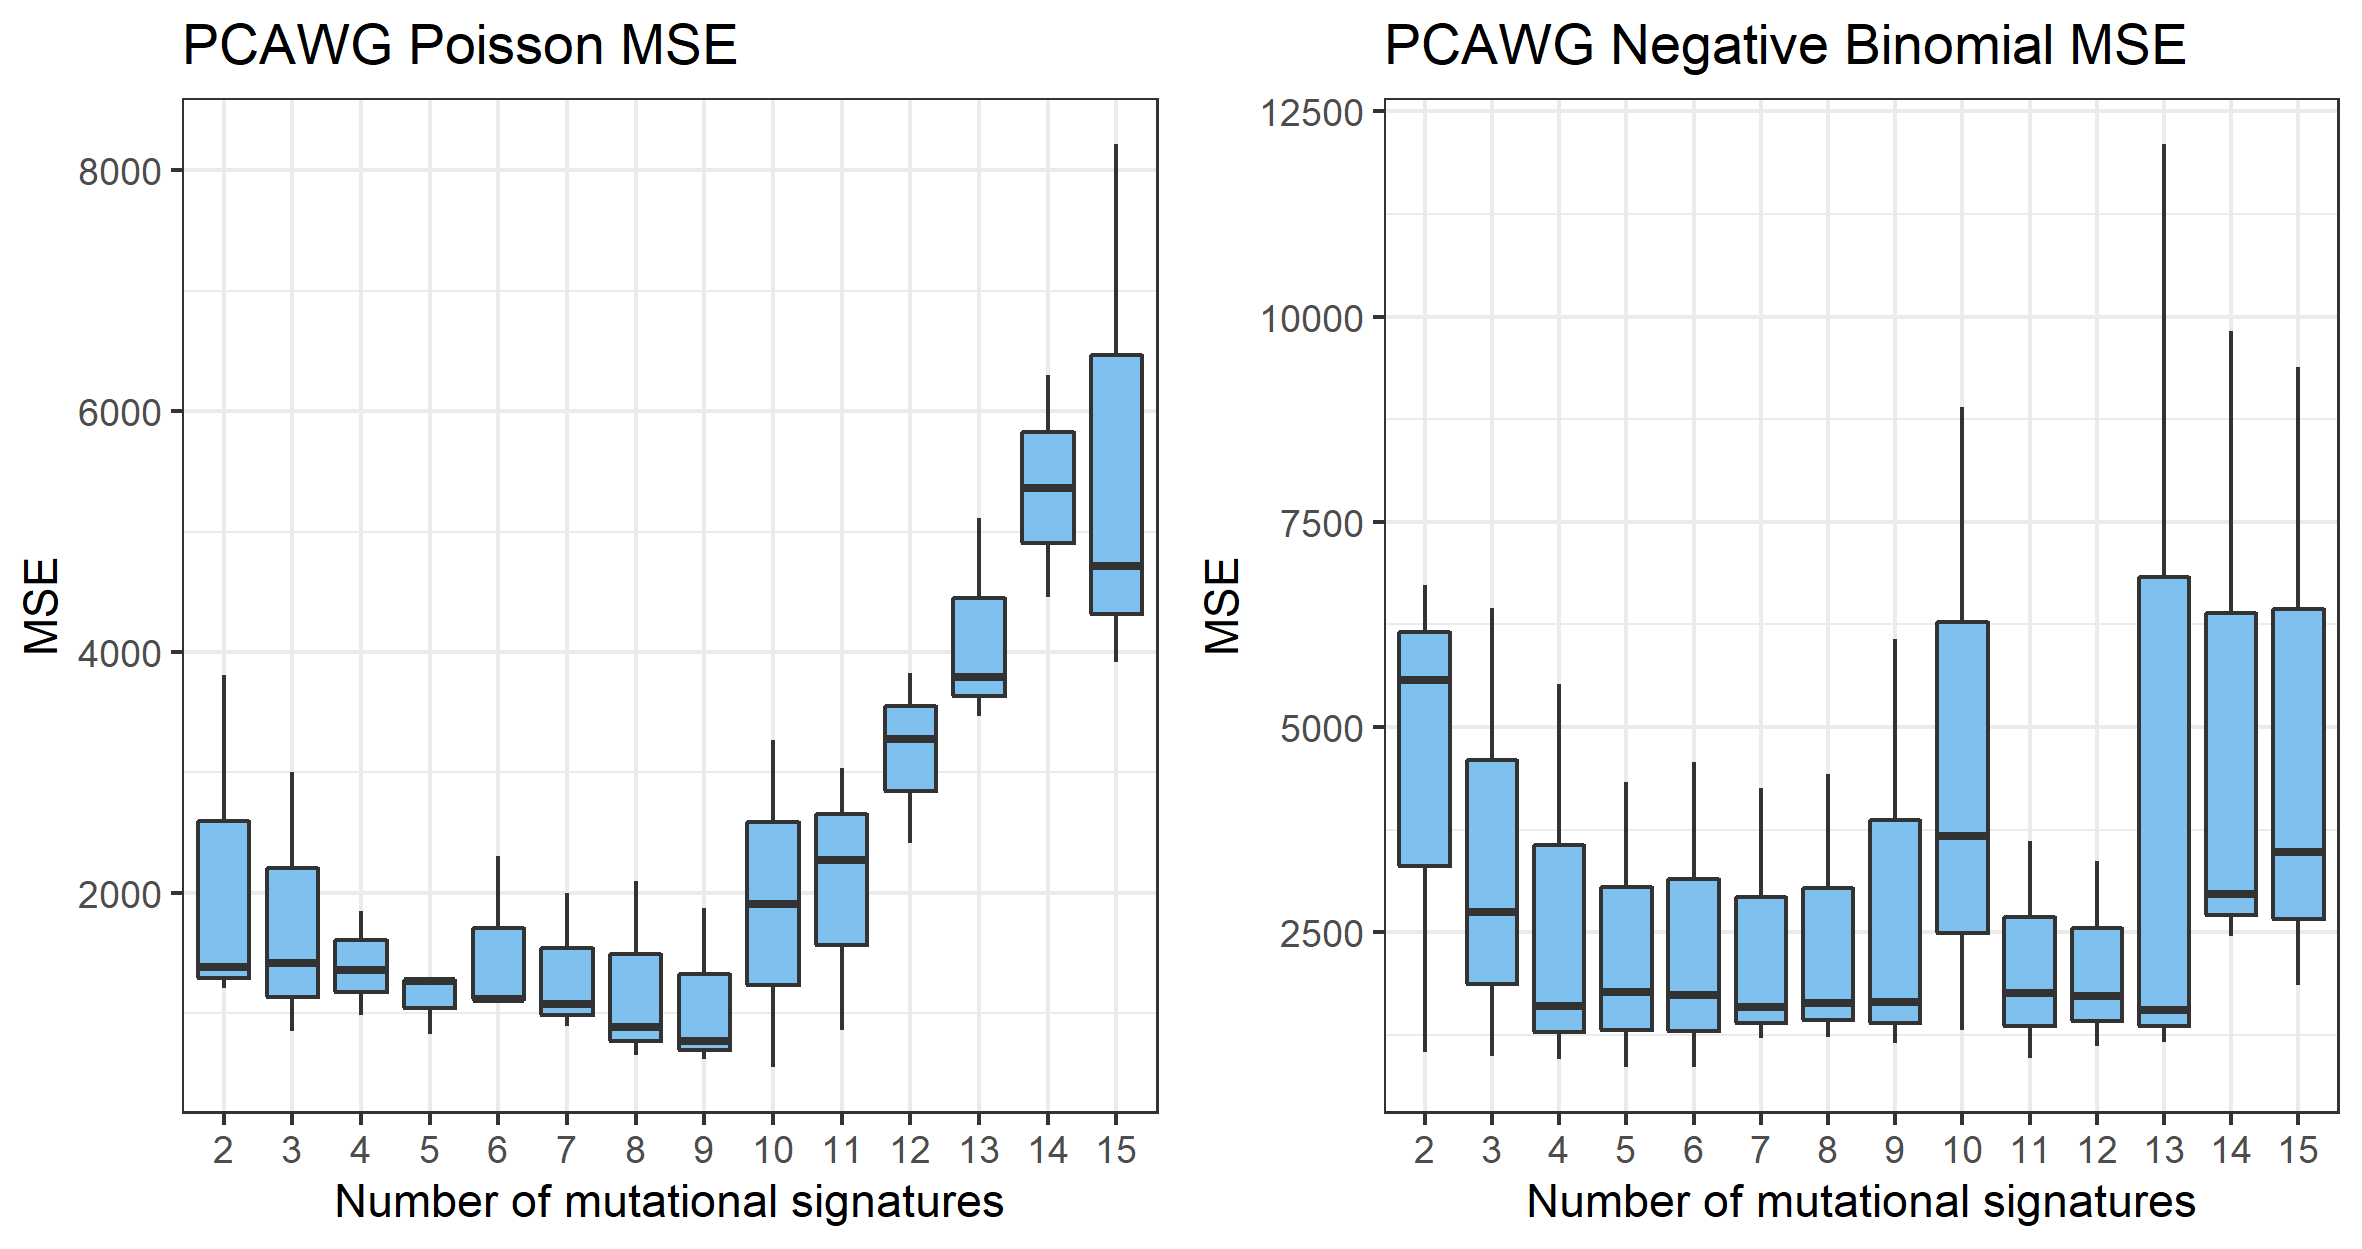 PCAWG Poisson MSE
MSE
8000
6000
4000
2000
2 3 4 5 6 7 8 9 10 11 12 13 14 15
Number of mutational signatures
PCAWG Negative Binomial MSE
MSE
12500
10000
7500
5000
2500
2 3 4 5 6 7 8 9 10 11 12 13 14 15
Number of mutational signatures